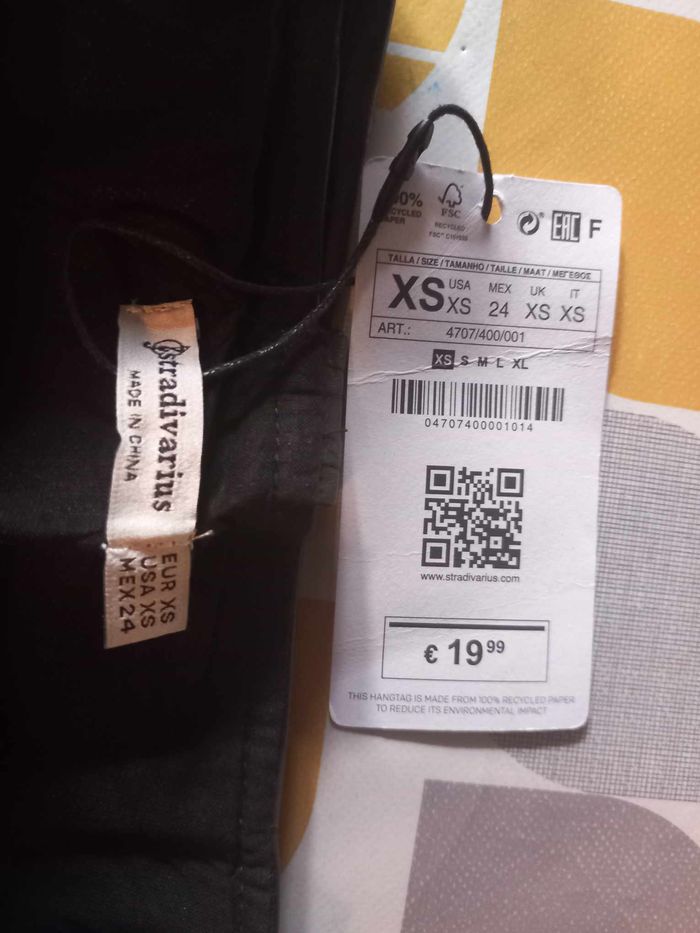 Stradivarius
MADE IN CHINA
EUR XS
USA XS
MEX 24
FSC
RECYCLED
EAC F
TALLA / SIZE / TAMANHO / TAILLE / MAAT /
XS
USA MEX UK IT
XS 24 XS XS
ART.: 4707/400/001
XS S M L XL
04707400001014
www.stradivarius.com
€ 19 99
THIS HANGTAG IS MADE FROM 100% RECYCLED PAPER
TO REDUCE ITS ENVIRONMENTAL IMPACT